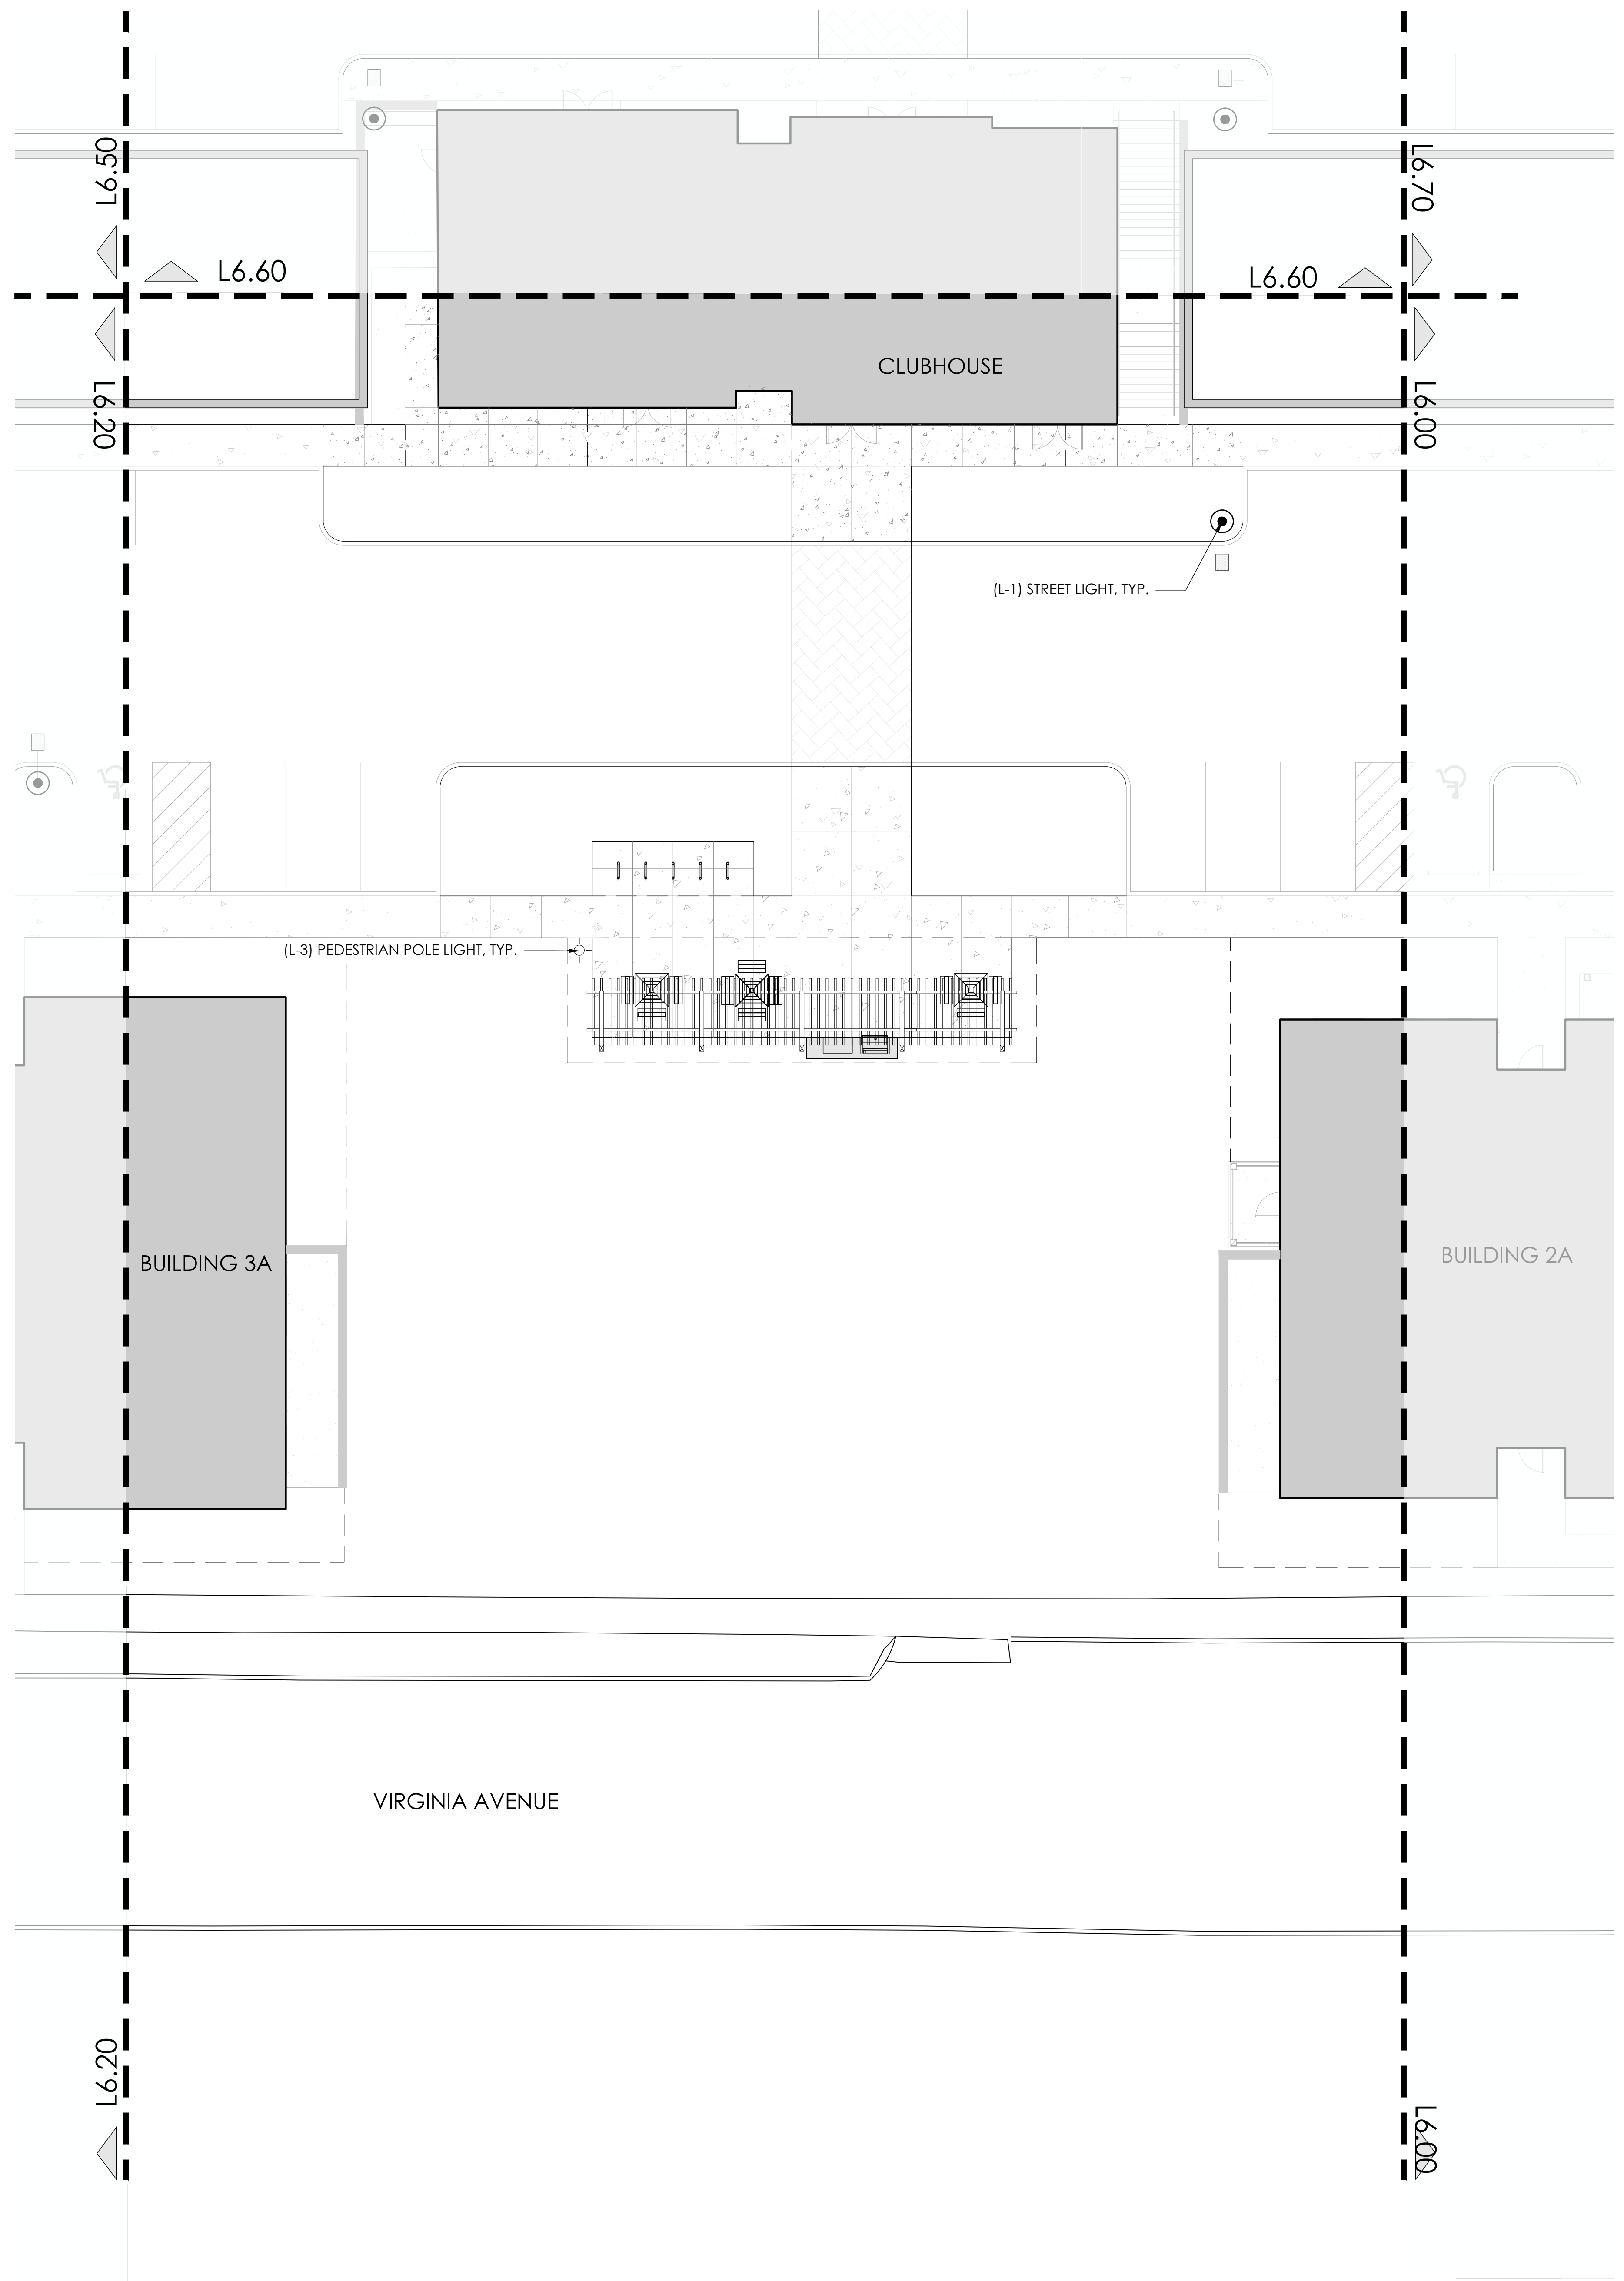 L6.50
L6.70
L6.60
L6.60
CLUBHOUSE
L6.20
L6.00
(L-1) STREET LIGHT, TYP.
(L-3) PEDESTRIAN POLE LIGHT, TYP.
BUILDING 3A
BUILDING 2A
VIRGINIA AVENUE
L6.20
L6.00